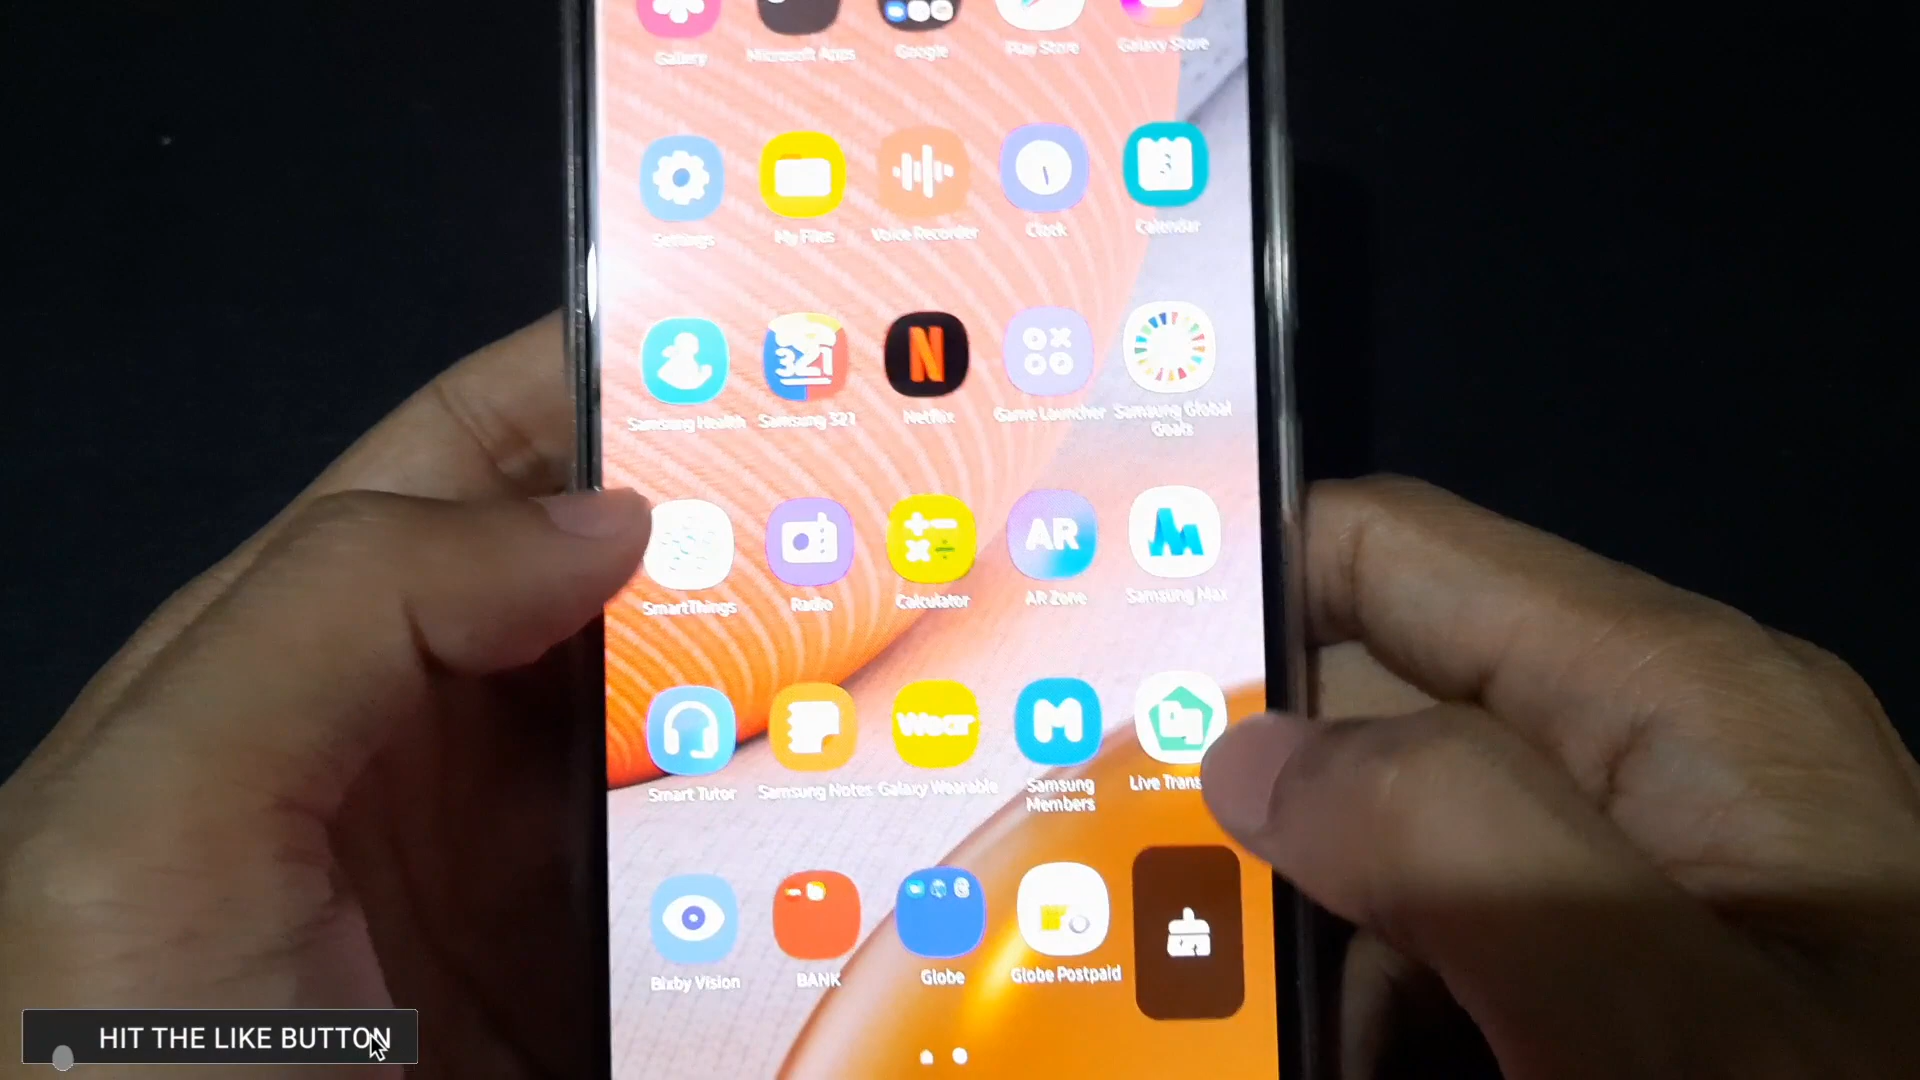 Gallery
Microsoft Apps
Google
Play Store
Galaxy Store
3
Settings
My Files
Voice Recorder
Clock
Calendar
321
N
Samsung Health
Samsung 321
Netflix
Game Launcher
Samsung Global
Goals
AR
SmartThings
Radio
Calculator
AR Zone
Samsung Max
Wear
Smart Tutor
Samsung Notes
Galaxy Wearable
Samsung
Members
Live Trans
Bixby Vision
BANK
Globe
Globe Postpaid
HIT THE LIKE BUTTON